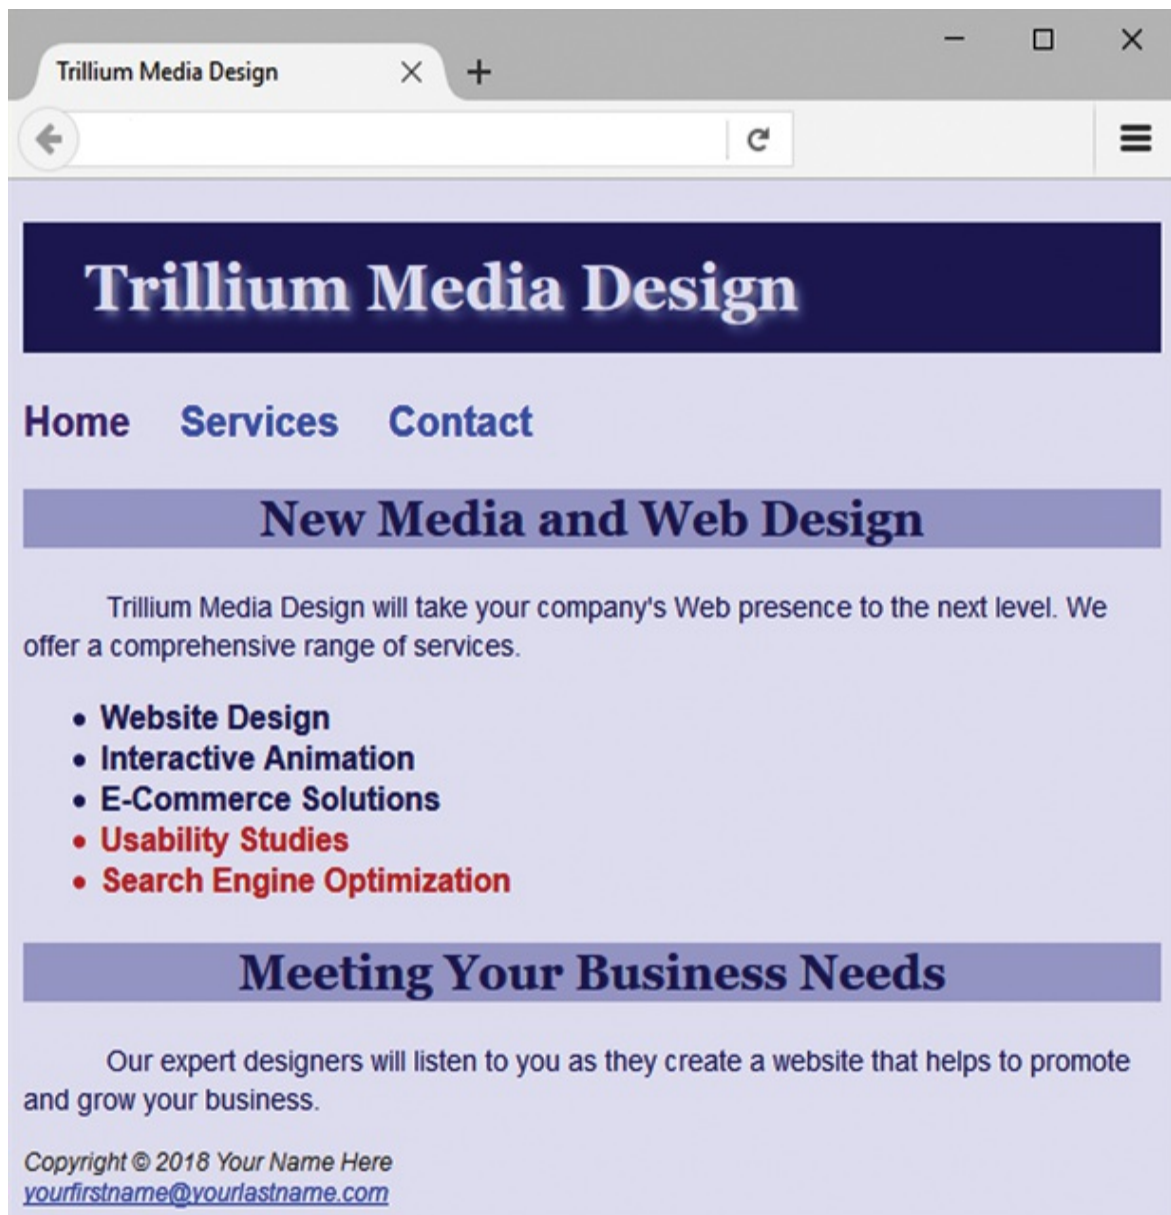 Trillium Media Design
Trillium Media Design
Home Services Contact
New Media and Web Design
Trillium Media Design will take your company's Web presence to the next level. We
offer a comprehensive range of services.
• Website Design
• Interactive Animation
• E-Commerce Solutions
• Usability Studies
• Search Engine Optimization
Meeting Your Business Needs
Our expert designers will listen to you as they create a website that helps to promote
and grow your business.
Copyright © 2018 Your Name Here
yourfirstname@yourlastname.com